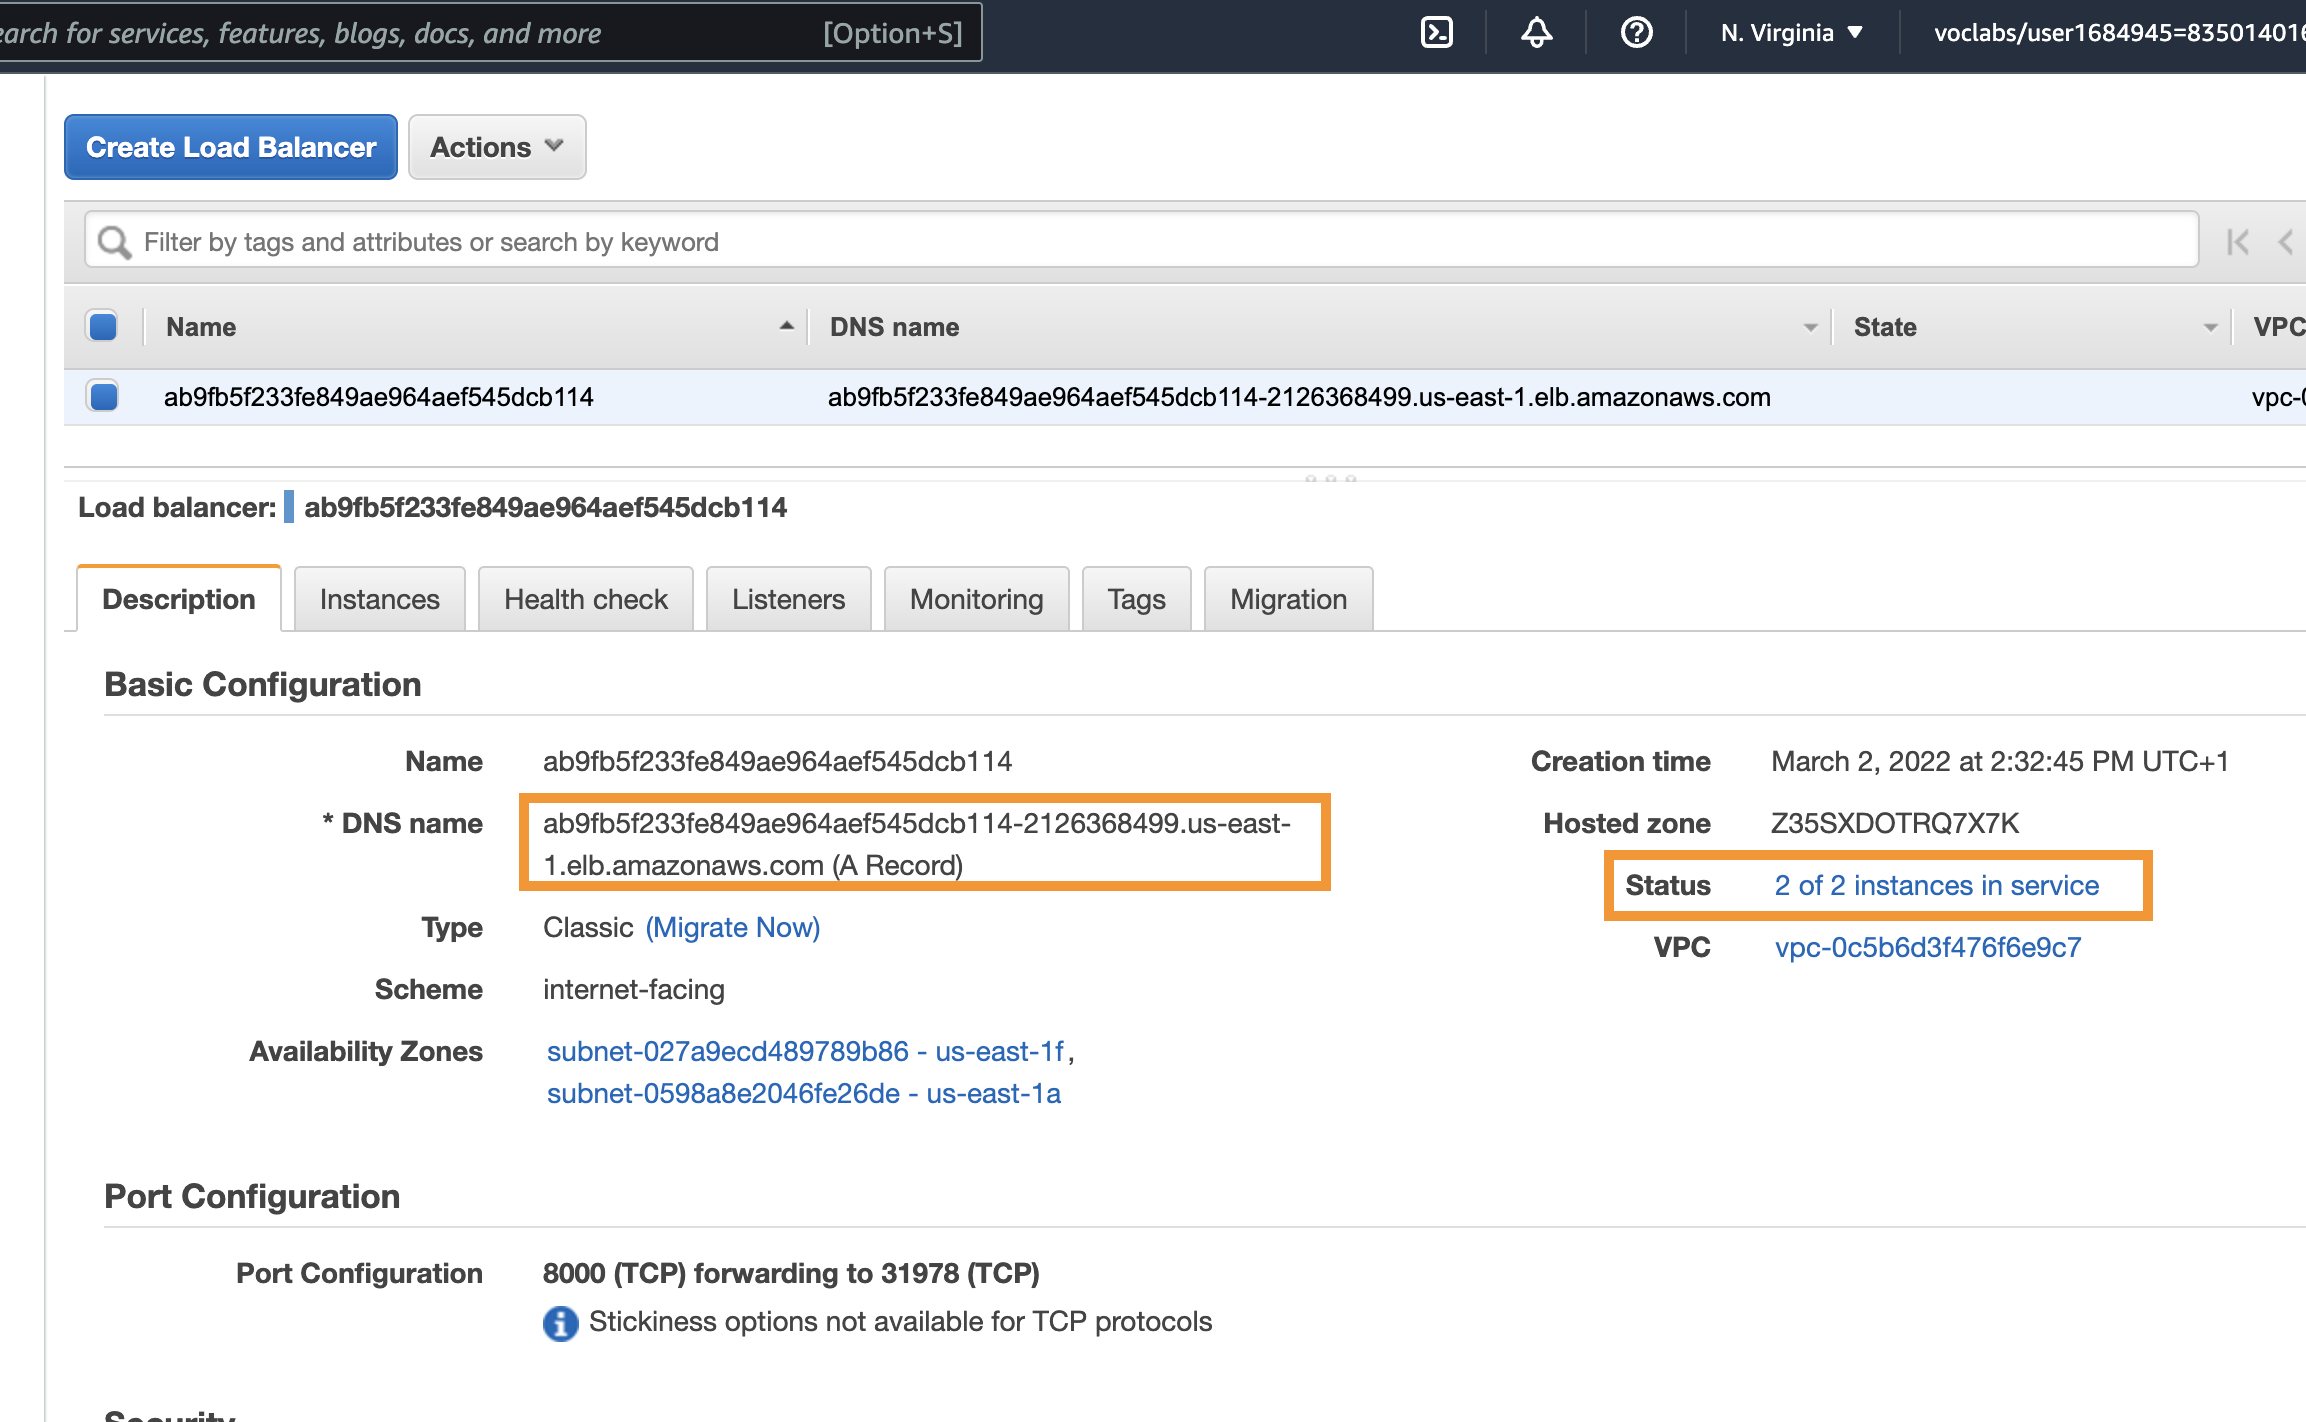 earch for services, features, blogs, docs, and more [Option+S] N. Virginia ▼ voclabs/user1684945=83501401
Create Load Balancer Actions
Filter by tags and attributes or search by keyword
Name DNS name State VPC
ab9fb5f233fe849ae964aef545dcb114 ab9fb5f233fe849ae964aef545dcb114-2126368499.us-east-1.elb.amazonaws.com vpc-0
Load balancer: ab9fb5f233fe849ae964aef545dcb114
Description Instances Health check Listeners Monitoring Tags Migration
Basic Configuration
Name ab9fb5f233fe849ae964aef545dcb114 Creation time March 2, 2022 at 2:32:45 PM UTC+1
* DNS name ab9fb5f233fe849ae964aef545dcb114-2126368499.us-east- Hosted zone Z35SXDOTRQ7X7K
1.elb.amazonaws.com (A Record)
Status 2 of 2 instances in service
Type Classic (Migrate Now) VPC vpc-0c5b6d3f476f6e9c7
Scheme internet-facing
Availability Zones subnet-027a9ecd489789b86 - us-east-1f,
subnet-0598a8e2046fe26de - us-east-1a
Port Configuration
Port Configuration 8000 (TCP) forwarding to 31978 (TCP)
Stickiness options not available for TCP protocols
Security